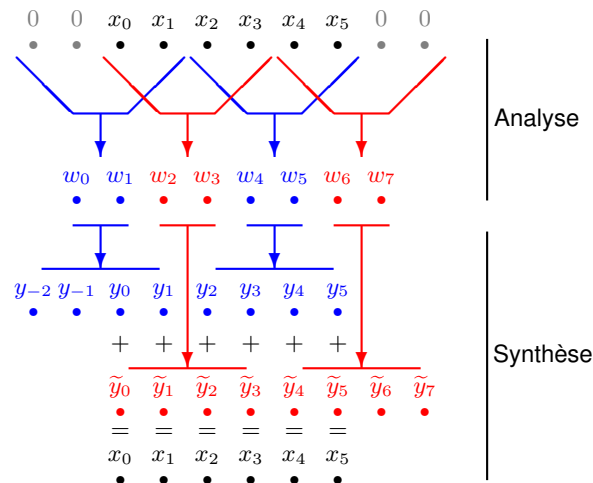 0 0 x₀ x₁ x₂ x₃ x₄ x₅ 0 0
Analyse
w₀ w₁ w₂ w₃ w₄ w₅ w₆ w₇
y₋₂ y₋₁ y₀ y₁ y₂ y₃ y₄ y₅
+ + + + + +
Synthèse
ỹ₀ ỹ₁ ỹ₂ ỹ₃ ỹ₄ ỹ₅ ỹ₆ ỹ₇
= = = = = =
x₀ x₁ x₂ x₃ x₄ x₅